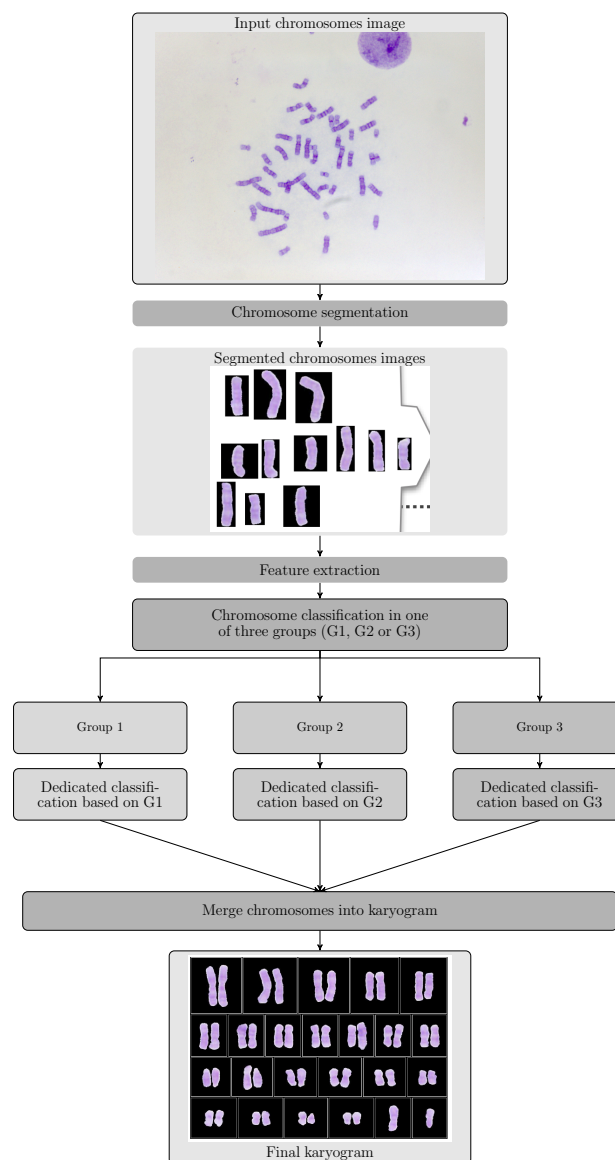 Input chromosomes image
Chromosome segmentation
Segmented chromosomes images
Feature extraction
Chromosome classification in one
of three groups (G1, G2 or G3)
Group 1
Group 2
Group 3
Dedicated classifi-
cation based on G1
Dedicated classifi-
cation based on G2
Dedicated classifi-
cation based on G3
Merge chromosomes into karyogram
Final karyogram